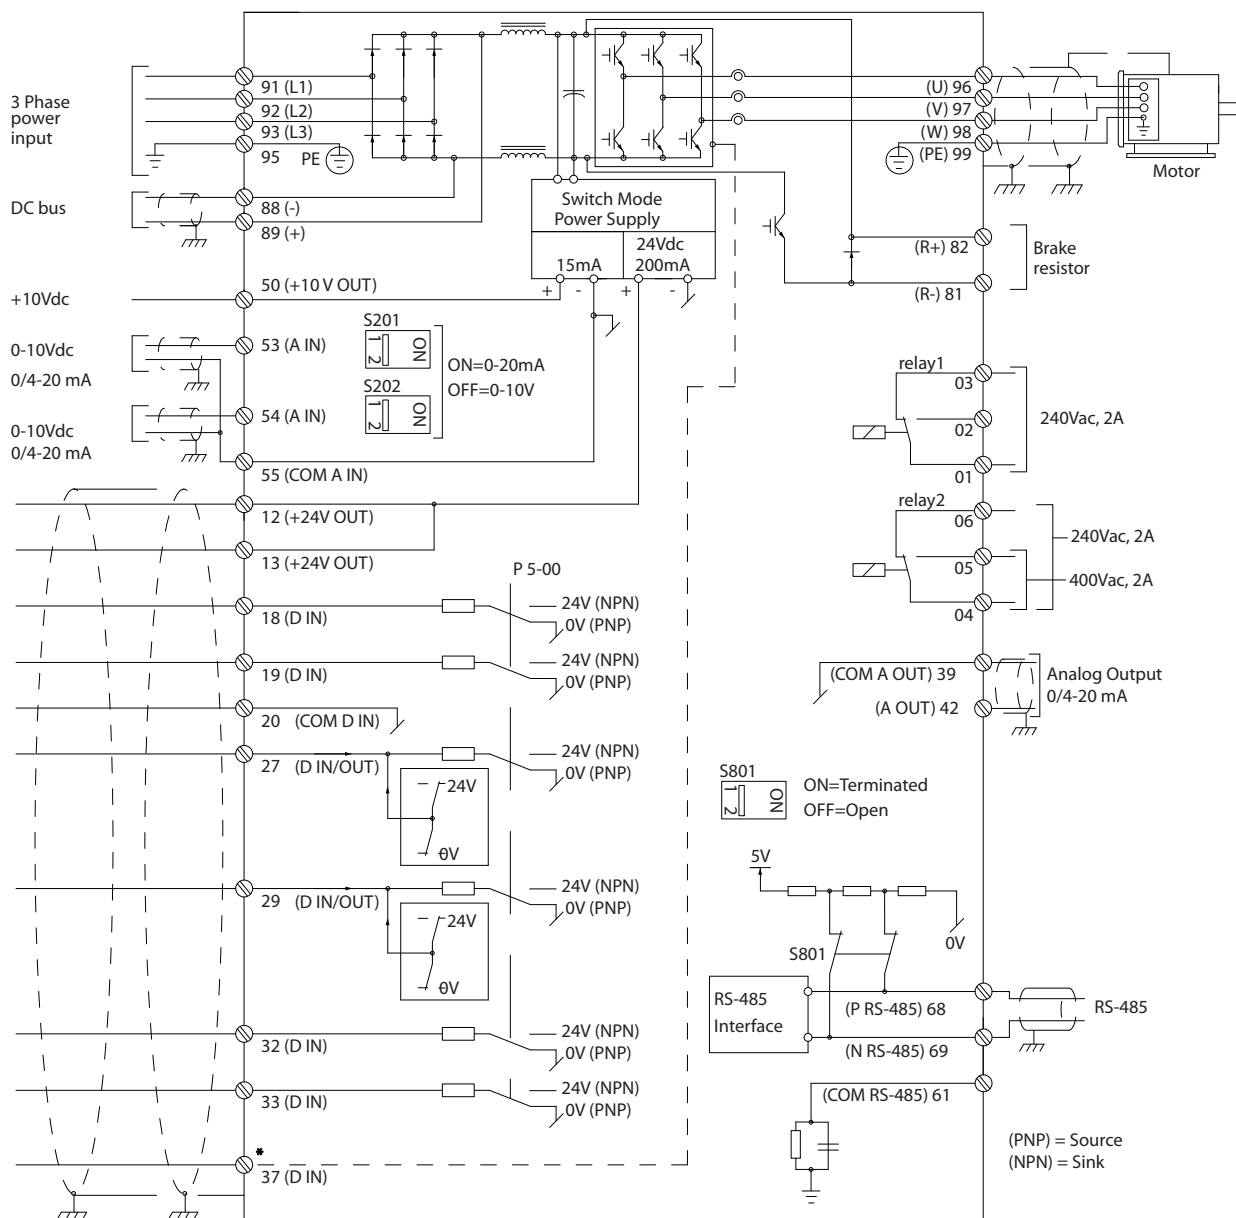 3 Phase
power
input
91 (L1)
92 (L2)
93 (L3)
95
PE
DC bus
88 (-)
89 (+)
+10Vdc
50 (+10 V OUT)
0-10Vdc
0/4-20 mA
53 (A IN)
S201
1 2
ON
ON=0-20mA
OFF=0-10V
S202
1 2
ON
0-10Vdc
0/4-20 mA
54 (A IN)
55 (COM A IN)
12 (+24V OUT)
13 (+24V OUT)
P 5-00
18 (D IN)
24V (NPN)
0V (PNP)
19 (D IN)
24V (NPN)
0V (PNP)
20 (COM D IN)
27 (D IN/OUT)
24V (NPN)
0V (PNP)
24V
0V
29 (D IN/OUT)
24V (NPN)
0V (PNP)
24V
0V
32 (D IN)
24V (NPN)
0V (PNP)
33 (D IN)
24V (NPN)
0V (PNP)
*
37 (D IN)
Switch Mode
Power Supply
24Vdc
15mA 200mA
+ - + -
(U) 96
(V) 97
(W) 98
(PE) 99
Motor
(R+) 82
Brake
resistor
(R-) 81
relay1
03
02
240Vac, 2A
01
relay2
06
240Vac, 2A
05
400Vac, 2A
04
(COM A OUT) 39
Analog Output
0/4-20 mA
(A OUT) 42
S801
1 2
ON
ON=Terminated
OFF=Open
5V
0V
S801
RS-485
Interface
(P RS-485) 68
RS-485
(N RS-485) 69
(COM RS-485) 61
(PNP) = Source
(NPN) = Sink